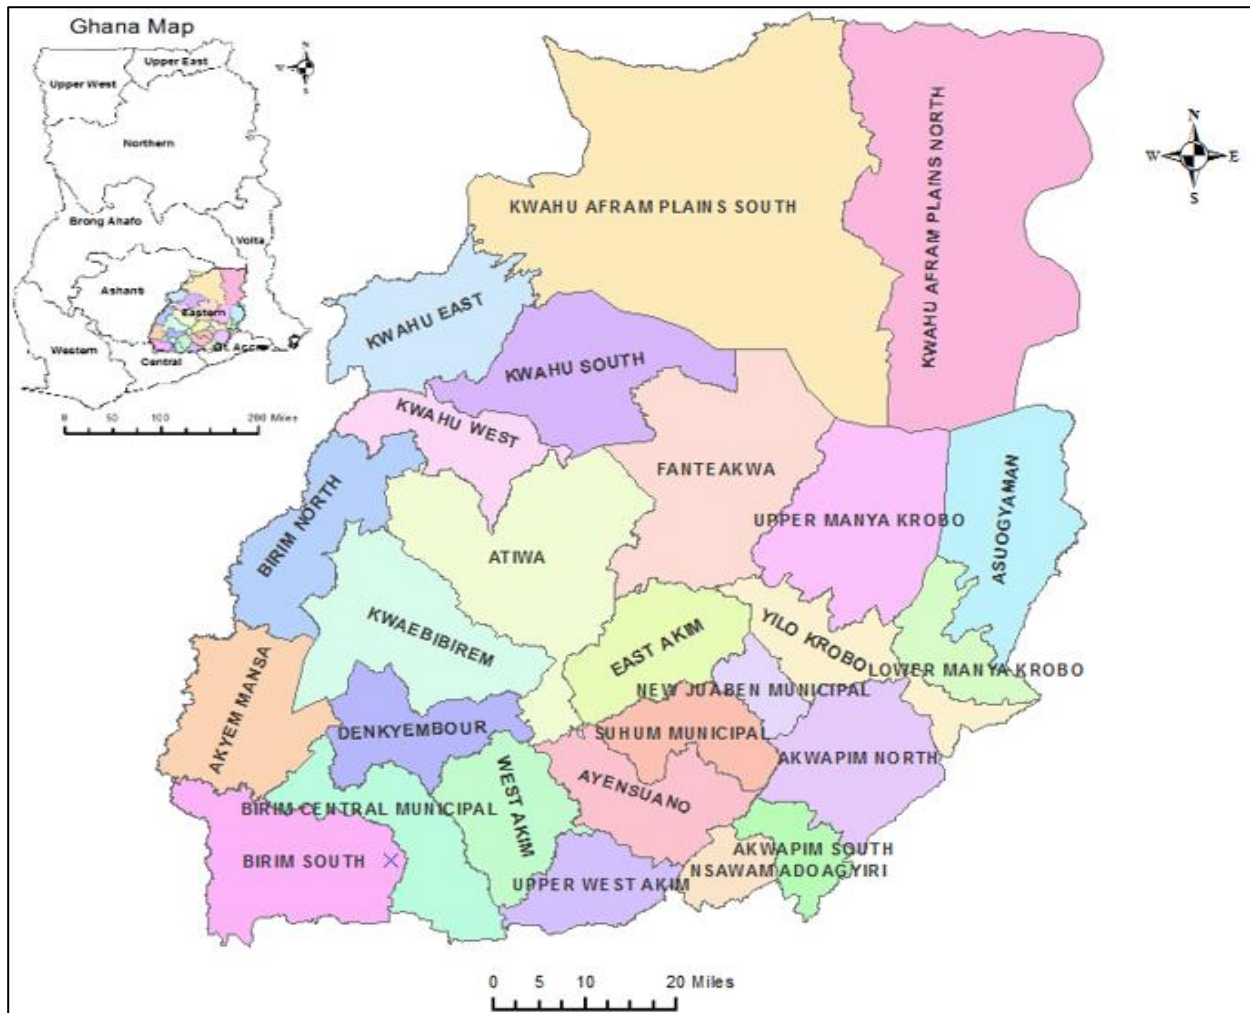 Ghana Map
N
W
S
Upper East
Upper West
Northern
Brong Ahafo
Volta
Ashanti
Eastern
Western
Central
0 50 100 200 Miles
N
W E
S
KWAHU AFRAM PLAINS NORTH
KWAHU AFRAM PLAINS SOUTH
KWAHU EAST
KWAHU SOUTH
KWAHU WEST
FANTEAKWA
BIRIM NORTH
UPPER MANYA KROBO
ASUOGYAMAN
ATIWA
KWAEBIBIREM
EAST AKIM
YILO KROBO
LOWER MANYA KROBO
NEW JUABEN MUNICIPAL
AKYEM MANSA
DENKYEMBOUR
SUHUM MUNICIPAL
AKWAPIM NORTH
WEST AKIM
AYENSUANO
BIRIM CENTRAL MUNICIPAL
BIRIM SOUTH
AKWAPIM SOUTH
NSAWAM ADOAGYIRI
UPPER WEST AKIM
0 5 10 20 Miles